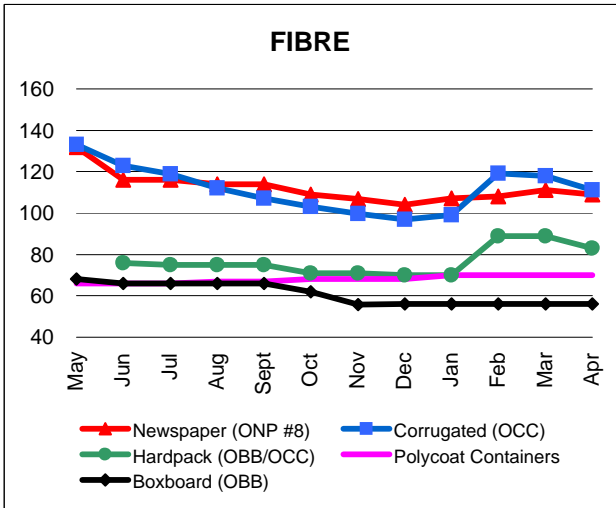 FIBRE
160
140
120
100
80
60
40
May Jun Jul Aug Sept Oct Nov Dec Jan Feb Mar Apr
Newspaper (ONP #8) Corrugated (OCC)
Hardpack (OBB/OCC) Polycoat Containers
Boxboard (OBB)